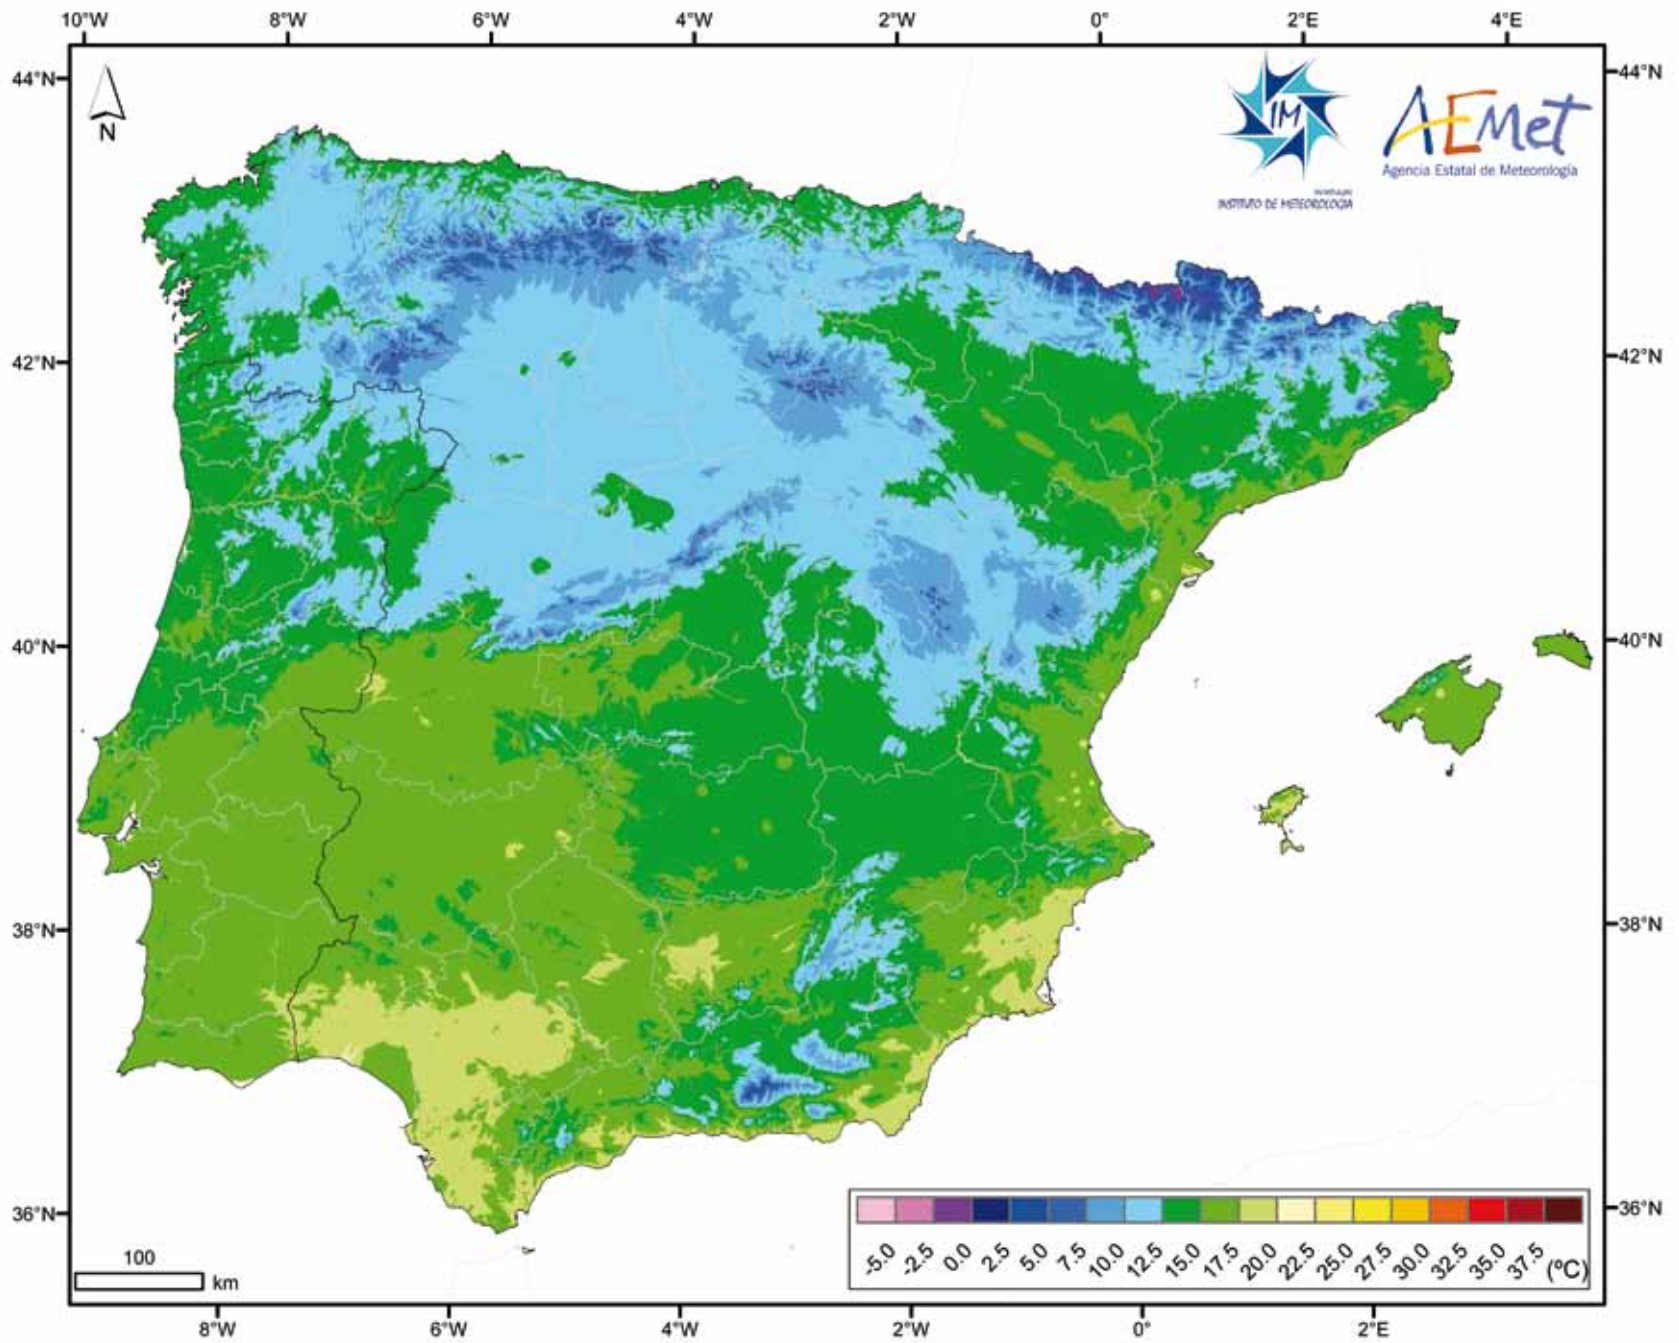 10°W 8°W 6°W 4°W 2°W 0° 2°E 4°E
44°N 44°N
N
IM
AEMet
Agencia Estatal de Meteorología
INSTITUTO DE METEOROLOGIA
42°N 42°N
40°N 40°N
38°N 38°N
36°N 36°N
-5.0 -2.5 0.0 2.5 5.0 7.5 10.0 12.5 15.0 17.5 20.0 22.5 25.0 27.5 30.0 32.5 35.0 37.5 (ºC)
100
km
8°W 6°W 4°W 2°W 0° 2°E